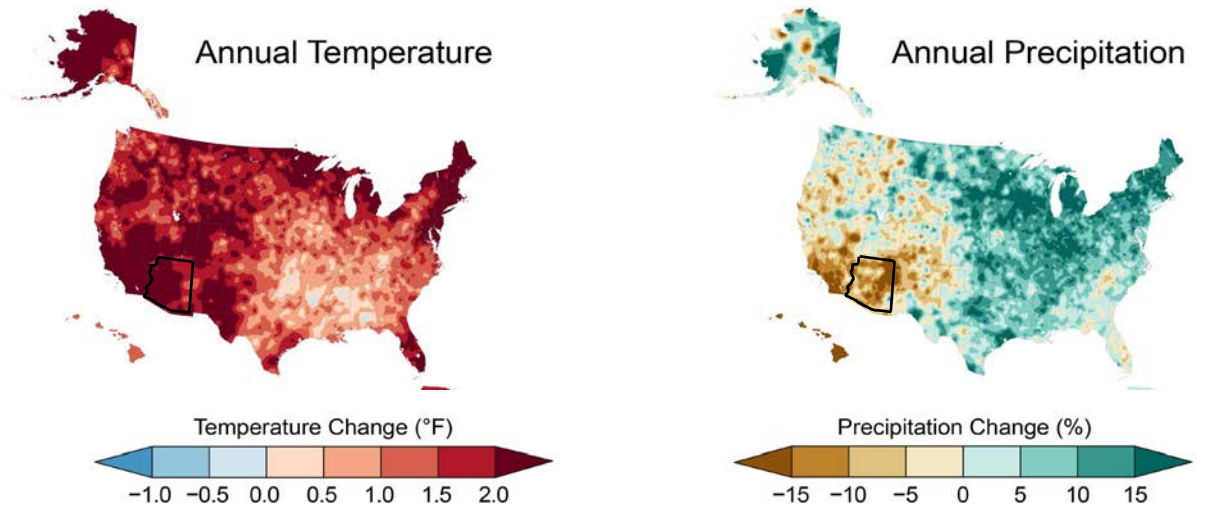 Annual Temperature
Annual Precipitation
Temperature Change (°F)
−1.0 −0.5 0.0 0.5 1.0 1.5 2.0
Precipitation Change (%)
−15 −10 −5 0 5 10 15